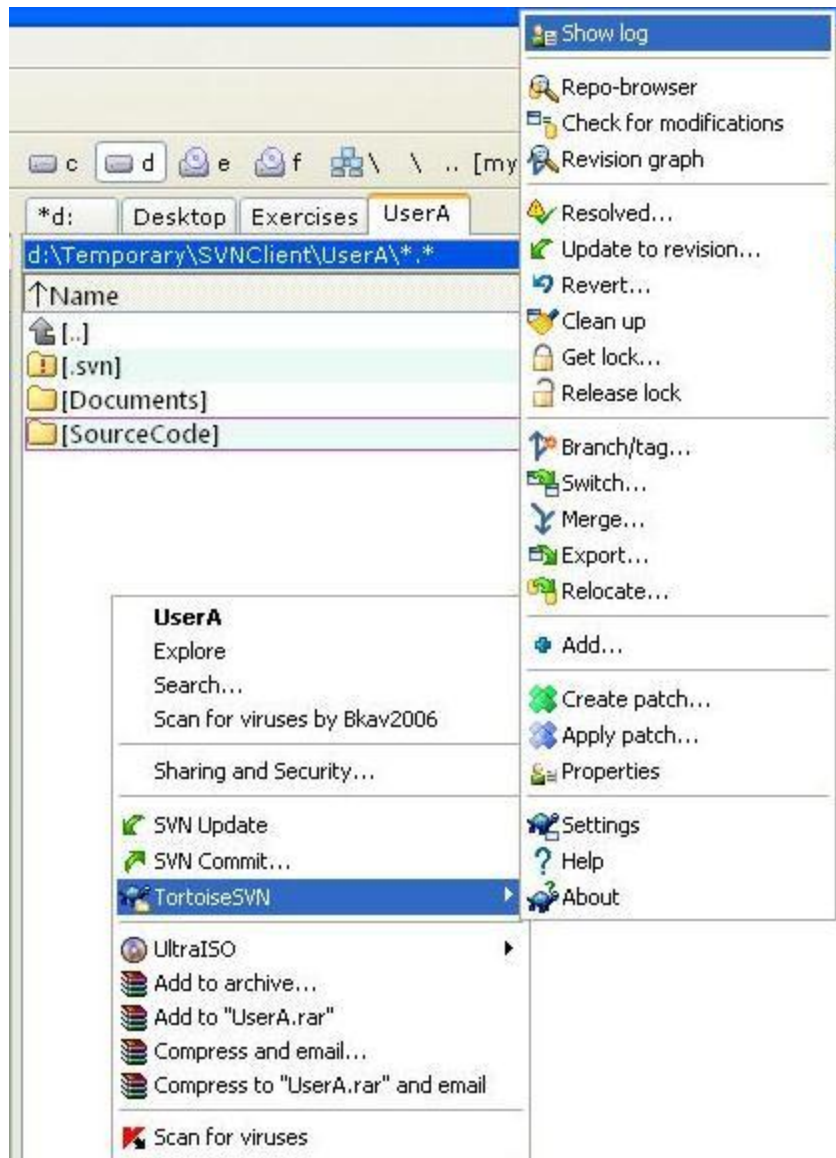 c d e f \ \ .. [my
*d: Desktop Exercises UserA
d:\Temporary\SVNClient\UserA\*.*
↑Name
[..]
[.svn]
[Documents]
[SourceCode]
UserA
Explore
Search...
Scan for viruses by Bkav2006
Sharing and Security...
SVN Update
SVN Commit...
TortoiseSVN
UltraISO
Add to archive...
Add to "UserA.rar"
Compress and email...
Compress to "UserA.rar" and email
Scan for viruses
Show log
Repo-browser
Check for modifications
Revision graph
Resolved...
Update to revision...
Revert...
Clean up
Get lock...
Release lock
Branch/tag...
Switch...
Merge...
Export...
Relocate...
Add...
Create patch...
Apply patch...
Properties
Settings
Help
About